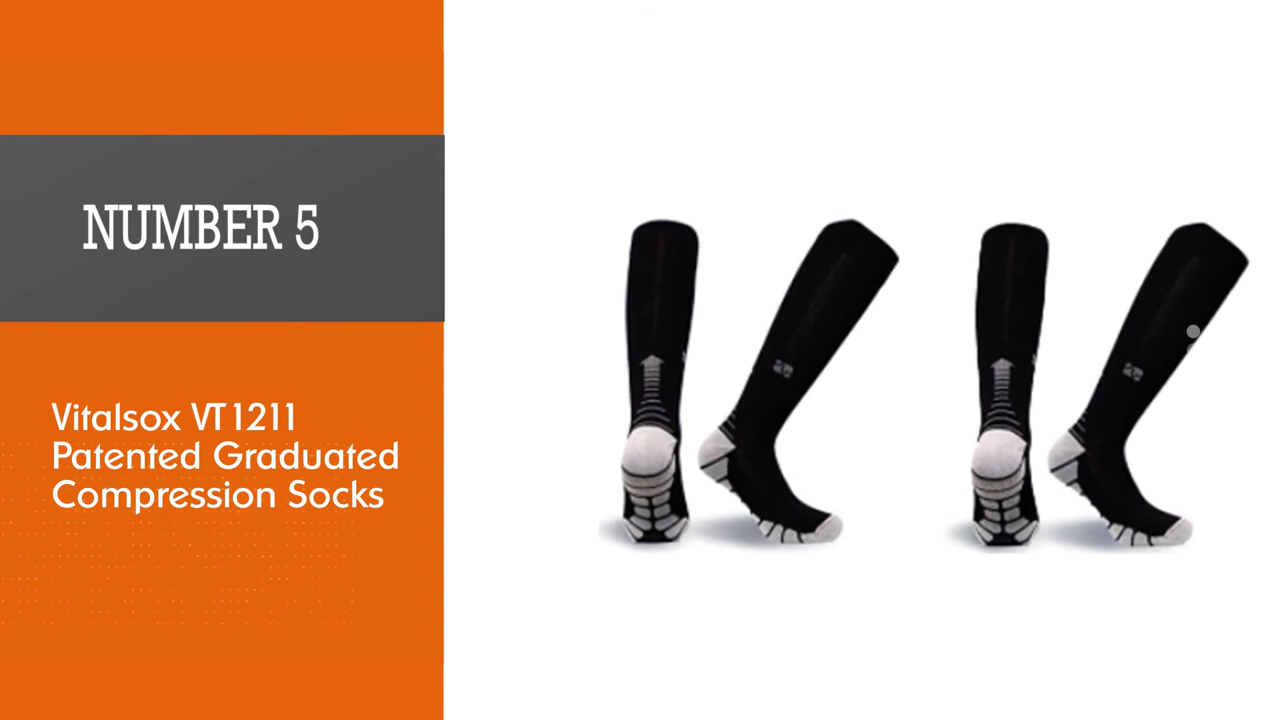 NUMBER 5
Vitalsox VT1211
Patented Graduated
Compression Socks